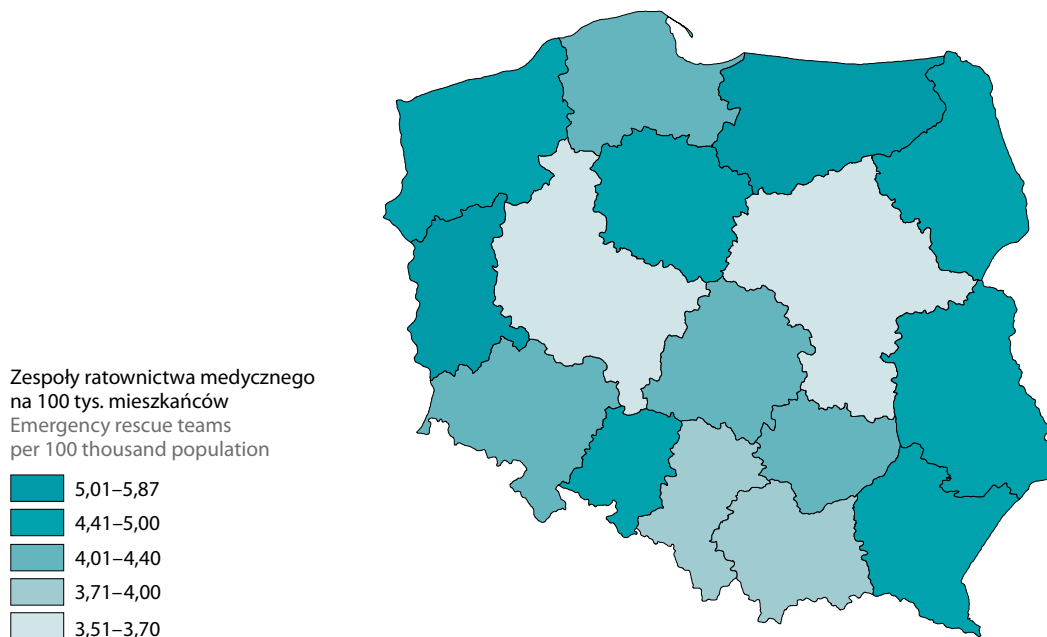 Zespoły ratownictwa medycznego
na 100 tys. mieszkańców
Emergency rescue teams
per 100 thousand population
5,01–5,87
4,41–5,00
4,01–4,40
3,71–4,00
3,51–3,70